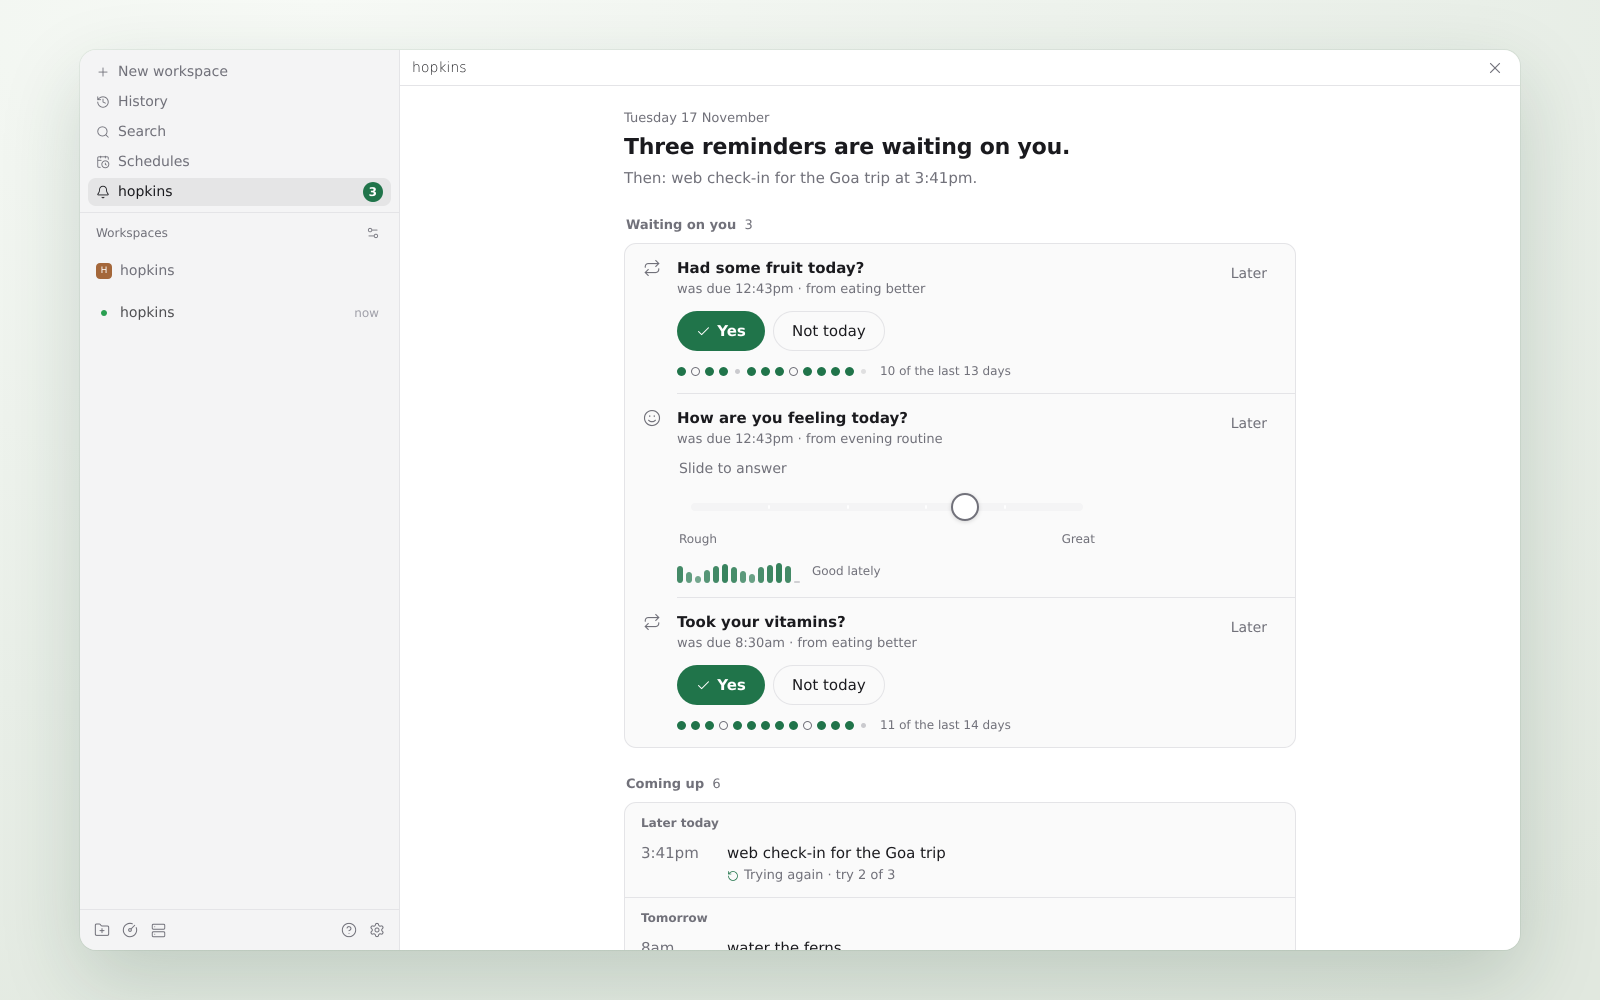 New workspace
History
Search
Schedules
hopkins 3
Workspaces
H hopkins
hopkins now
hopkins
Tuesday 17 November
Three reminders are waiting on you.
Then: web check-in for the Goa trip at 3:41pm.
Waiting on you 3
Had some fruit today?
Later
was due 12:43pm · from eating better
Yes Not today
10 of the last 13 days
How are you feeling today?
Later
was due 12:43pm · from evening routine
Slide to answer
Rough Great
Good lately
Took your vitamins?
Later
was due 8:30am · from eating better
Yes Not today
11 of the last 14 days
Coming up 6
Later today
3:41pm web check-in for the Goa trip
Trying again · try 2 of 3
Tomorrow
8am water the ferns